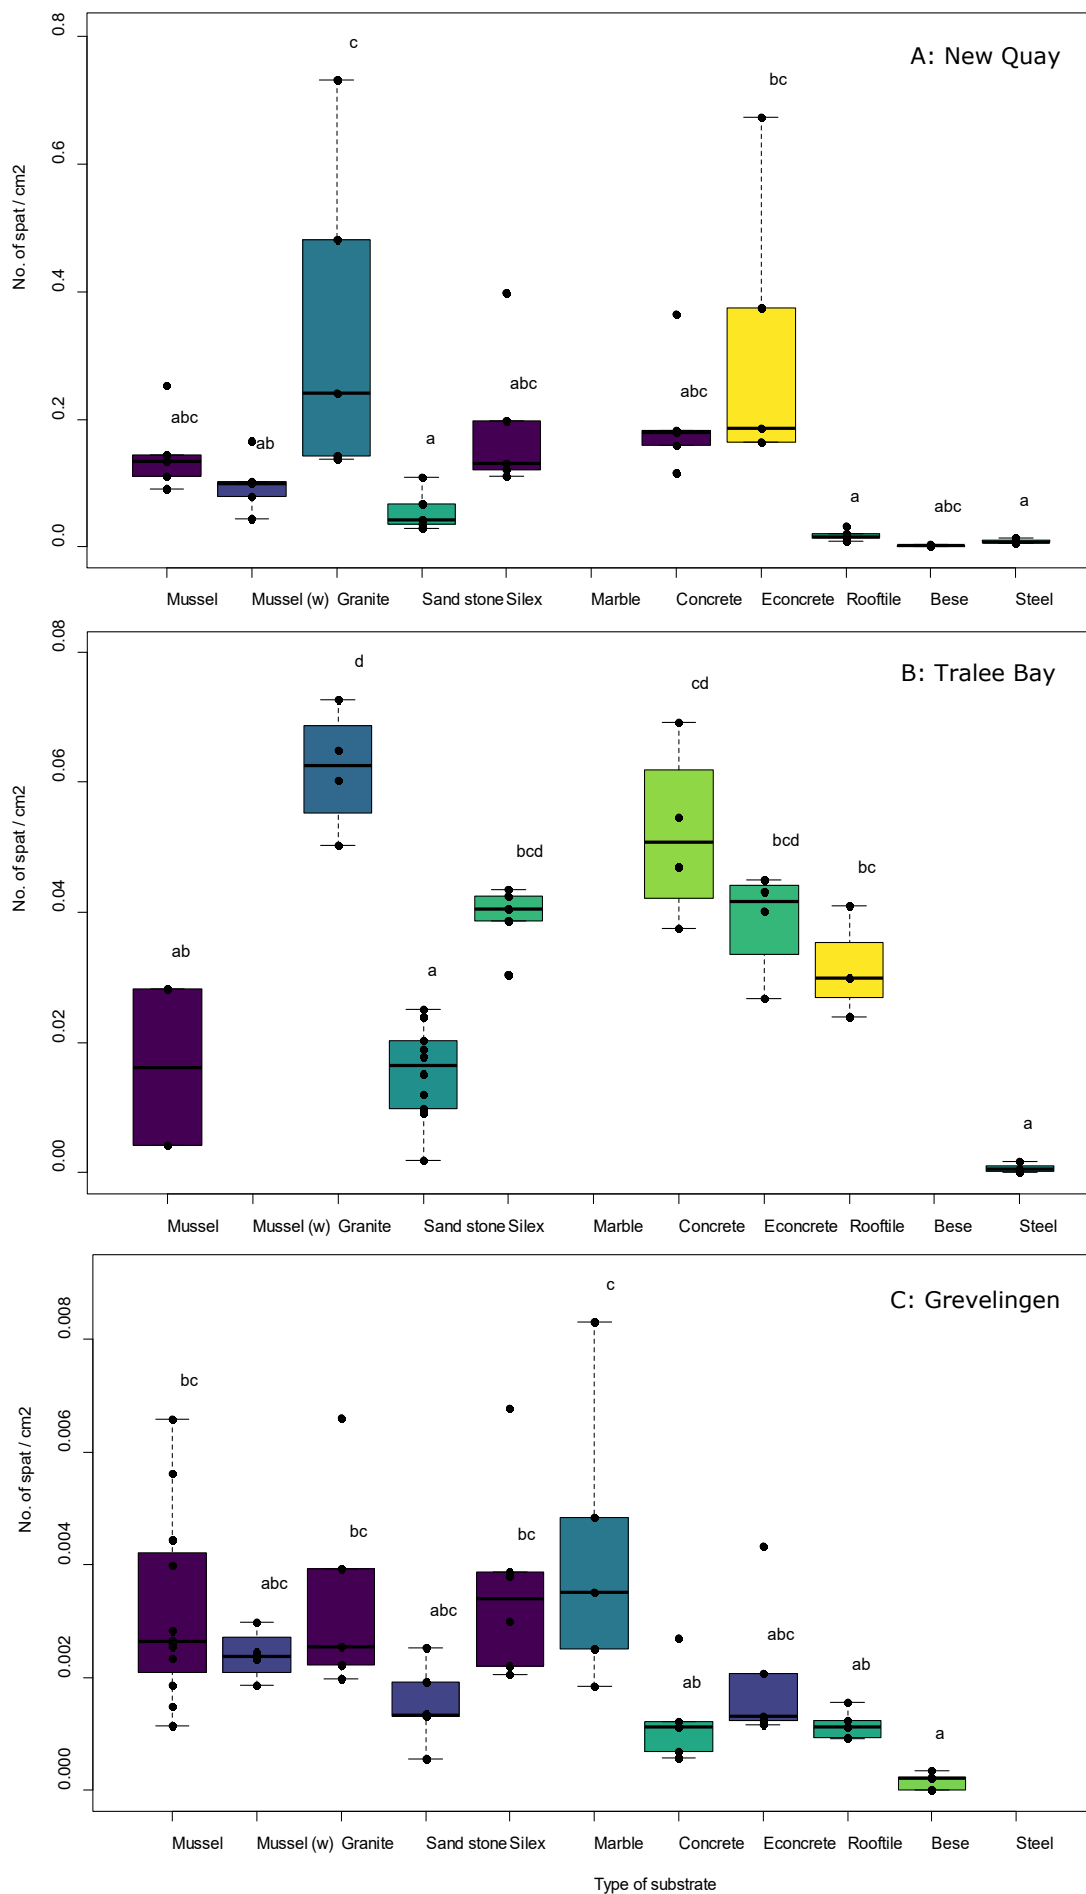 A: New Quay
No. of spat / cm2
0.8
0.6
0.4
0.2
0.0
abc
ab
c
a
abc
abc
bc
a
abc
a
Mussel Mussel (w) Granite Sand stone Silex Marble Concrete Econcrete Rooftile Bese Steel
B: Tralee Bay
No. of spat / cm2
0.08
0.06
0.04
0.02
0.00
ab
d
a
bcd
cd
bcd
bc
a
Mussel Mussel (w) Granite Sand stone Silex Marble Concrete Econcrete Rooftile Bese Steel
C: Grevelingen
No. of spat / cm2
0.008
0.006
0.004
0.002
0.000
bc
abc
bc
abc
bc
c
ab
abc
ab
a
Mussel Mussel (w) Granite Sand stone Silex Marble Concrete Econcrete Rooftile Bese Steel
Type of substrate